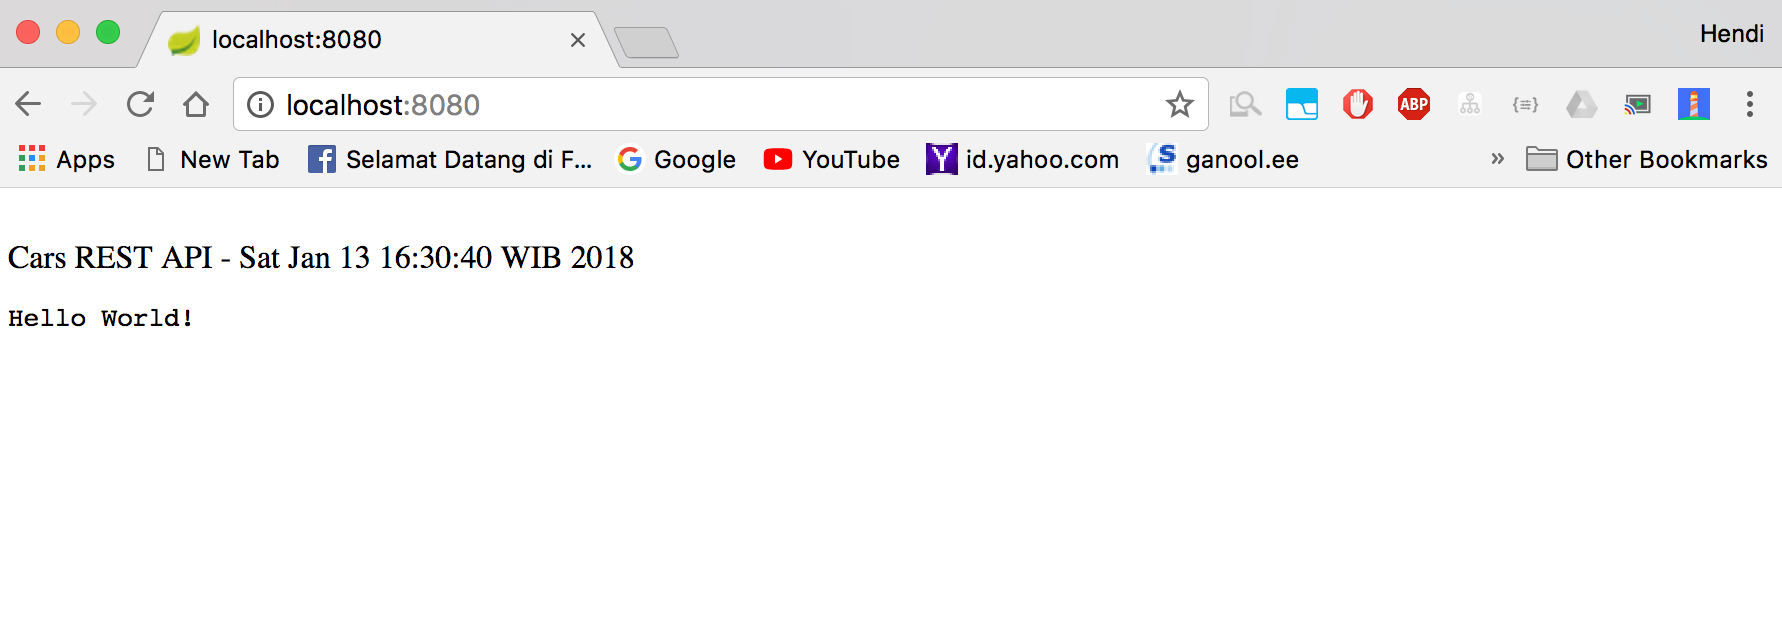 localhost:8080
Hendi
localhost:8080
ABP
Apps New Tab Selamat Datang di F... Google YouTube id.yahoo.com ganool.ee » Other Bookmarks
Cars REST API - Sat Jan 13 16:30:40 WIB 2018
Hello World!